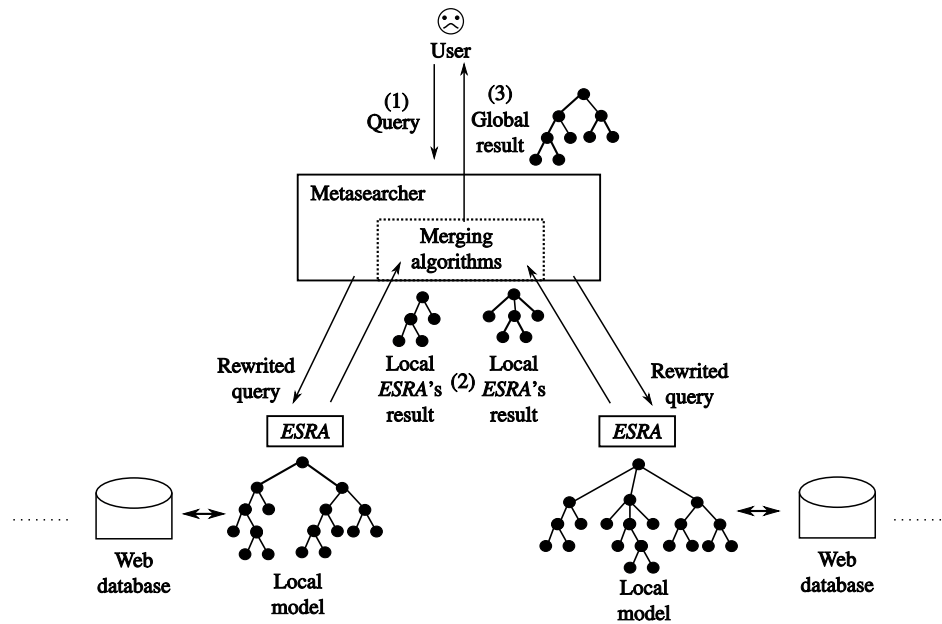 User
(1)
Query
(3)
Global
result
Metasearcher
Merging
algorithms
Rewrited
query
Local
ESRA's
result
(2)
Local
ESRA's
result
Rewrited
query
ESRA
ESRA
Web
database
Local
model
Local
model
Web
database